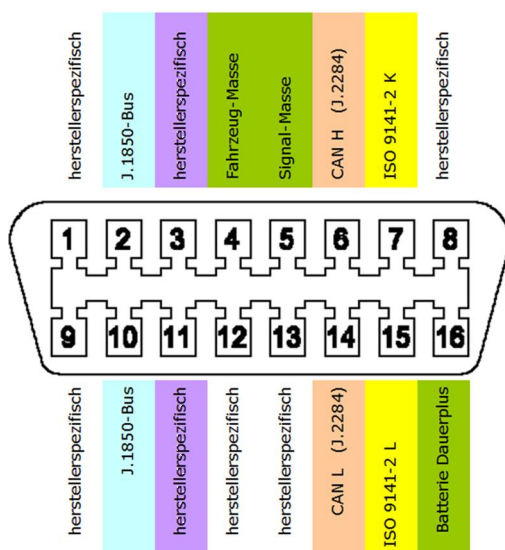 herstellerspezifisch
J.1850-Bus
herstellerspezifisch
Fahrzeug-Masse
Signal-Masse
CAN H (J.2284)
ISO 9141-2 K
herstellerspezifisch
1 2 3 4 5 6 7 8
9 10 11 12 13 14 15 16
herstellerspezifisch
J.1850-Bus
herstellerspezifisch
herstellerspezifisch
herstellerspezifisch
CAN L (J.2284)
ISO 9141-2 L
Batterie Dauerplus